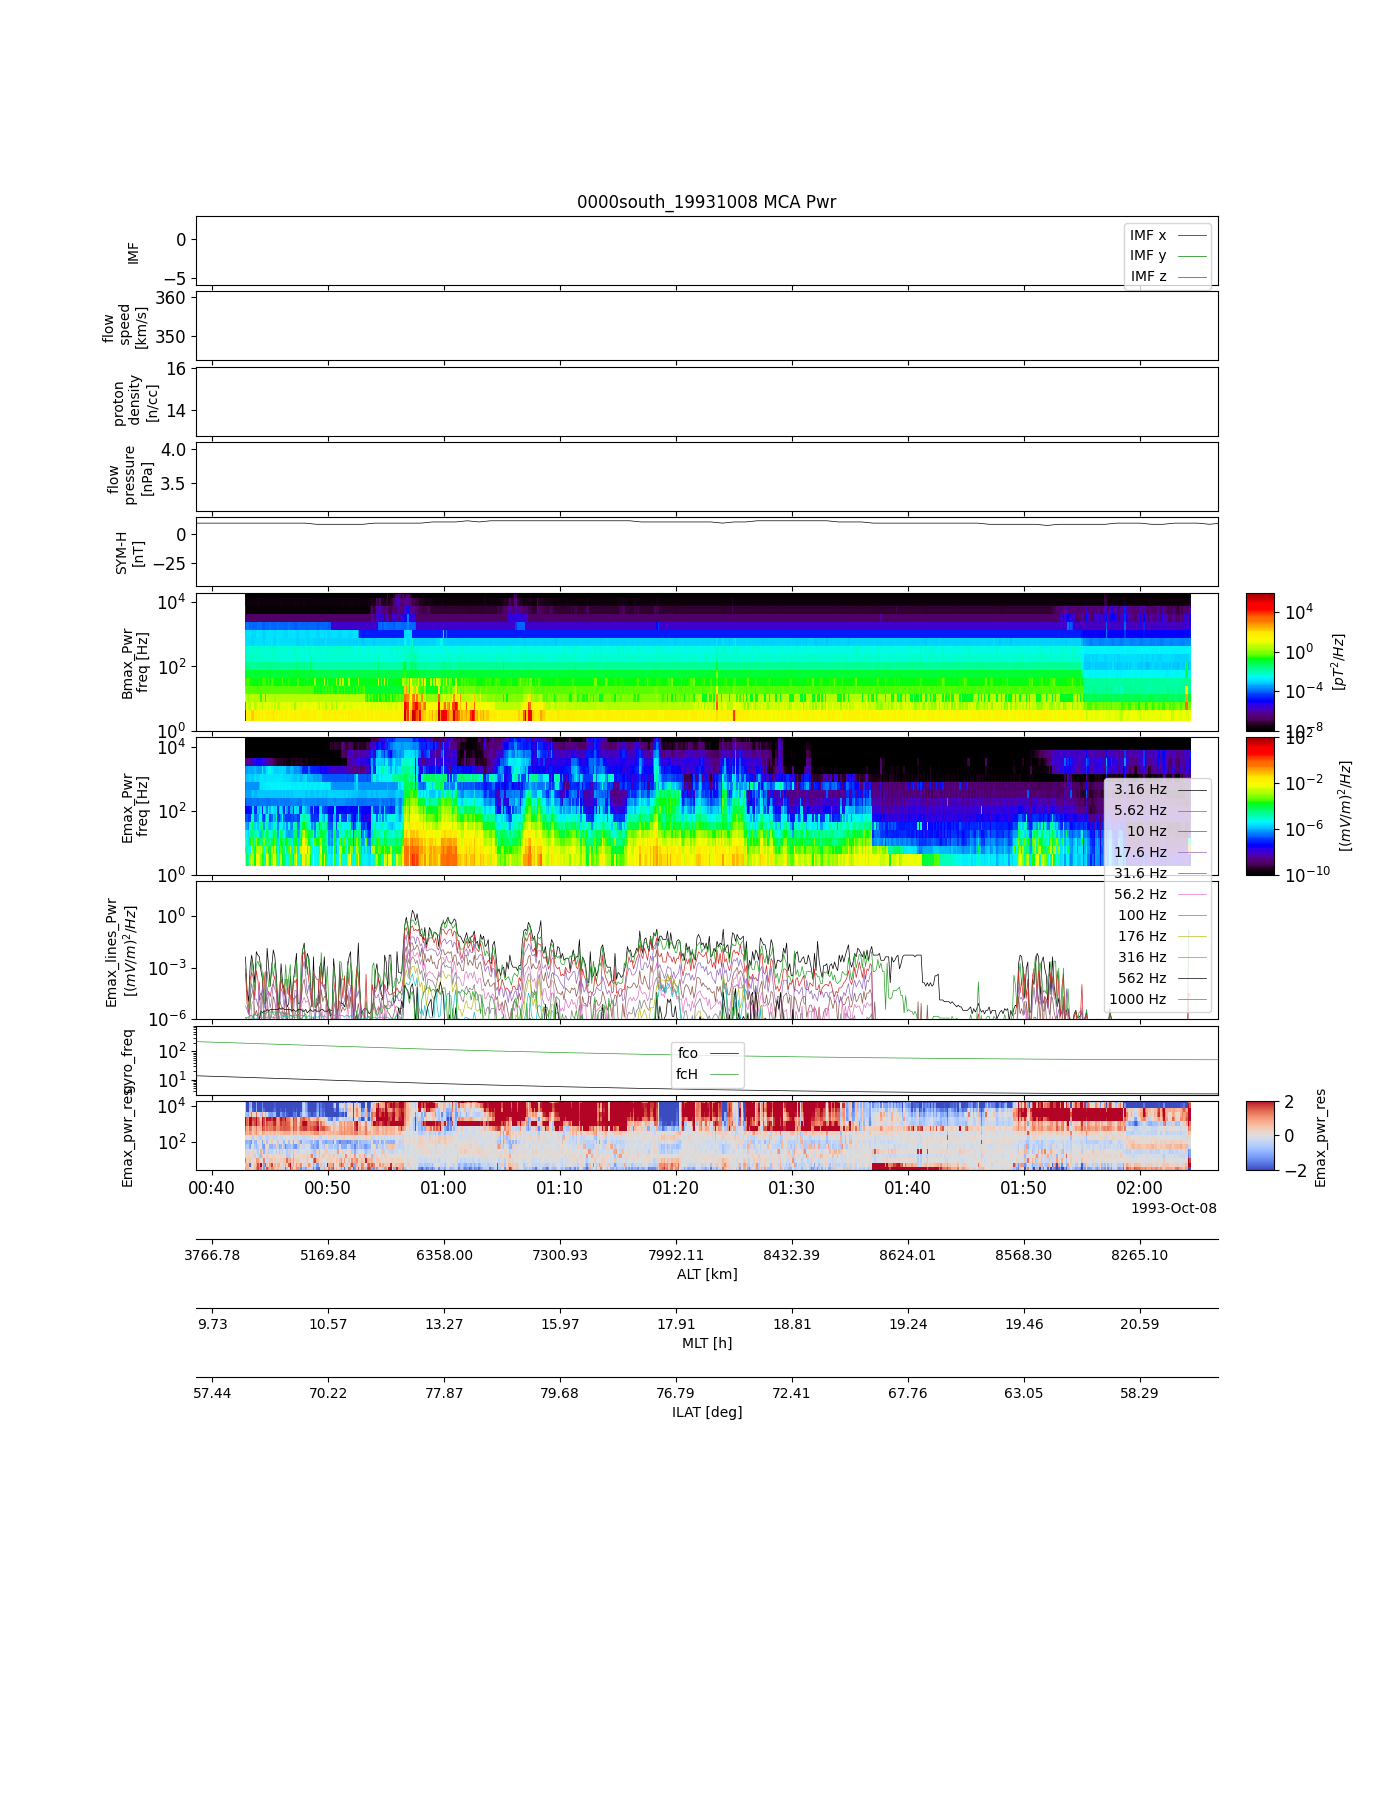 0000south_19931008 MCA Pwr
IMF
0
−5
IMF x
IMF y
IMF z
flow
speed
[km/s]
360
350
proton
density
[n/cc]
16
14
flow
pressure
[nPa]
4.0
3.5
SYM-H
[nT]
0
−25
Bmax_Pwr
freq [Hz]
10^4
10^2
10^0
10^4
10^0
10^−4
10^−8
[pT^2/Hz]
Emax_Pwr
freq [Hz]
10^4
10^2
10^0
10^2
10^−2
10^−6
10^−10
[(mV/m)^2/Hz]
3.16 Hz
5.62 Hz
10 Hz
17.6 Hz
31.6 Hz
56.2 Hz
100 Hz
176 Hz
316 Hz
562 Hz
1000 Hz
Emax_lines_Pwr
[(mV/m)^2/Hz]
10^0
10^−3
10^−6
gyro_freq
10^2
10^1
fco
fcH
Emax_pwr_res
10^4
10^2
2
0
−2
Emax_pwr_res
00:40 00:50 01:00 01:10 01:20 01:30 01:40 01:50 02:00
1993-Oct-08
3766.78 5169.84 6358.00 7300.93 7992.11 8432.39 8624.01 8568.30 8265.10
ALT [km]
9.73 10.57 13.27 15.97 17.91 18.81 19.24 19.46 20.59
MLT [h]
57.44 70.22 77.87 79.68 76.79 72.41 67.76 63.05 58.29
ILAT [deg]